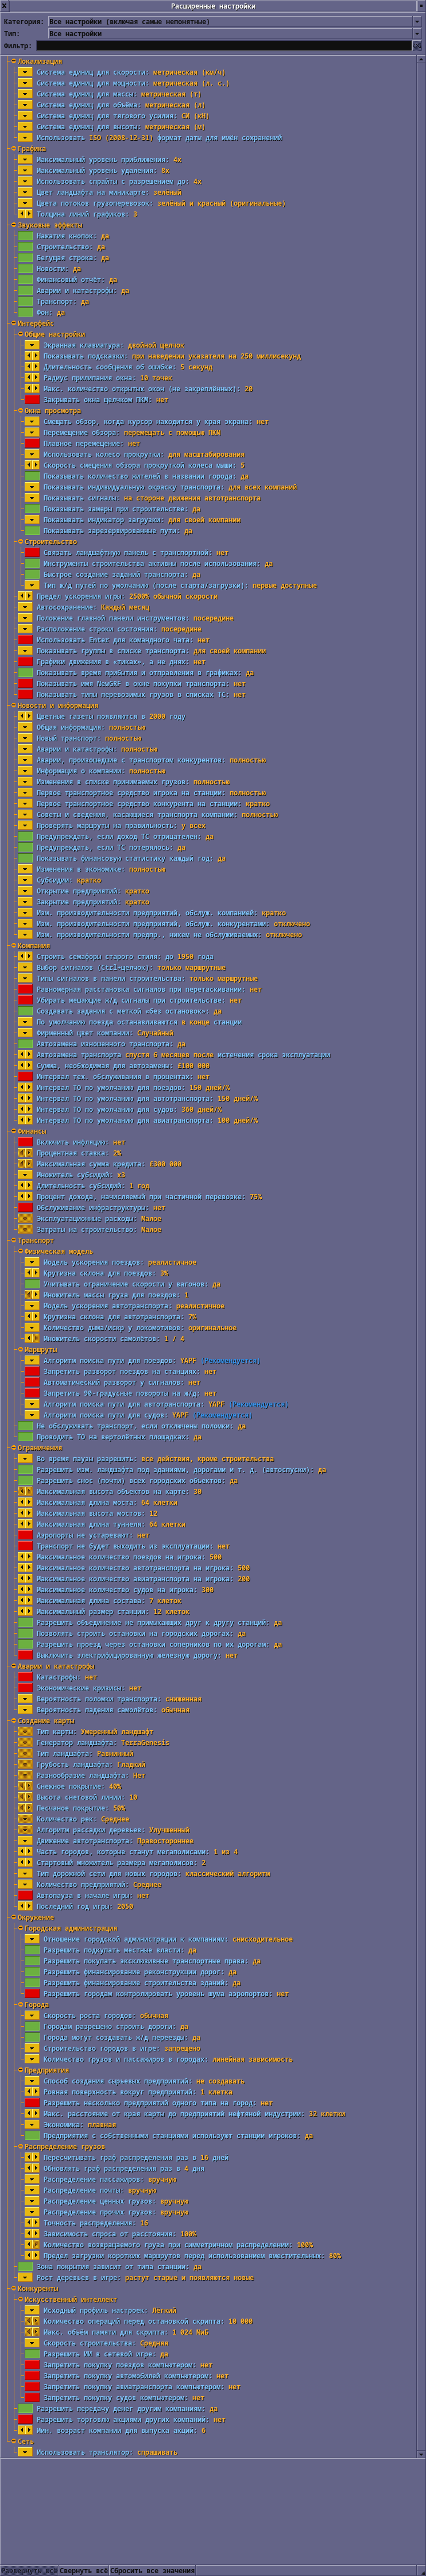 Расширенные настройки
Категория: Все настройки (включая самые непонятные)
Тип: Все настройки
Фильтр:
Локализация
Система единиц для скорости: метрическая (км/ч)
Система единиц для мощности: метрическая (л. с.)
Система единиц для массы: метрическая (т)
Система единиц для объёма: метрическая (л)
Система единиц для тягового усилия: СИ (кН)
Система единиц для высоты: метрическая (м)
Использовать ISO (2008-12-31) формат даты для имён сохранений
Графика
Максимальный уровень приближения: 4x
Максимальный уровень удаления: 8x
Использовать спрайты с разрешением до: 4x
Цвет ландшафта на миникарте: зеленый
Цвета потоков грузоперевозок: зелёный и красный (оригинальные)
Толщина линий графиков: 3
Звуковые эффекты
Нажатия кнопок: да
Строительство: да
Бегущая строка: да
Новости: да
Финансовый отчёт: да
Аварии и катастрофы: да
Транспорт: да
Фон: да
Интерфейс
Общие настройки
Экранная клавиатура: двойной щелчок
Показывать подсказки: при наведении указателя на 250 миллисекунд
Длительность сообщения об ошибке: 5 секунд
Радиус прилипания окна: 10 точек
Макс. количество открытых окон (не закреплённых): 20
Закрывать окна щелчком ПКМ: нет
Окна просмотра
Смещать обзор, когда курсор находится у края экрана: нет
Перемещение обзора: перемещать с помощью ПКМ
Плавное перемещение: нет
Использовать колесо прокрутки: для масштабирования
Скорость смещения обзора прокруткой колеса мыши: 5
Показывать количество жителей в названии города: да
Показывать индивидуальную окраску транспорта: для всех компаний
Показывать сигналы: на стороне движения автотранспорта
Показывать замеры при строительстве: да
Показывать индикатор загрузки: для своей компании
Показывать зарезервированные пути: да
Строительство
Связать ландшафтную панель с транспортной: нет
Инструменты строительства активны после использования: да
Быстрое создание заданий транспорта: да
Тип ж/д путей по умолчанию (после старта/загрузки): первые доступные
Предел ускорения игры: 2500% обычной скорости
Автосохранение: Каждый месяц
Положение главной панели инструментов: посередине
Расположение строки состояния: посередине
Использовать Enter для командного чата: нет
Показывать группы в списке транспорта: для своей компании
Графики движения в «тиках», а не днях: нет
Показывать время прибытия и отправления в графиках: да
Показывать имя NewGRF в окне покупки транспорта: нет
Показывать типы перевозимых грузов в списках ТС: нет
Новости и информация
Цветные газеты появляются в 2000 году
Общая информация: полностью
Новый транспорт: полностью
Аварии и катастрофы: полностью
Аварии, произошедшие с транспортом конкурентов: полностью
Информация о компании: полностью
Изменения в списке принимаемых грузов: полностью
Первое транспортное средство игрока на станции: полностью
Первое транспортное средство конкурента на станции: кратко
Советы и сведения, касающиеся транспорта компании: полностью
Проверять маршруты на правильность: у всех
Предупреждать, если доход ТС отрицателен: да
Предупреждать, если ТС потерялось: да
Показывать финансовую статистику каждый год: да
Изменения в экономике: полностью
Субсидии: кратко
Открытие предприятий: кратко
Закрытие предприятий: кратко
Изм. производительности предприятий, обслуж. компанией: кратко
Изм. производительности предприятий, обслуж. конкурентами: отключено
Изм. производительности предпр., никем не обслуживаемых: отключено
Компания
Строить семафоры старого стиля: до 1950 года
Выбор сигналов (Ctrl+щелчок): только маршрутные
Типы сигналов в панели строительства: только маршрутные
Равномерная расстановка сигналов при перетаскивании: нет
Убирать мешающие ж/д сигналы при строительстве: нет
Создавать задания с меткой «без остановок»: да
По умолчанию поезда останавливаются в конце станции
Фирменный цвет компании: Случайный
Автозамена изношенного транспорта: да
Автозамена транспорта спустя 6 месяцев после истечения срока эксплуатации
Сумма, необходимая для автозамены: £100 000
Интервал тех. обслуживания в процентах: нет
Интервал ТО по умолчанию для поездов: 150 дней/%
Интервал ТО по умолчанию для автотранспорта: 150 дней/%
Интервал ТО по умолчанию для судов: 360 дней/%
Интервал ТО по умолчанию для авиатранспорта: 100 дней/%
Финансы
Включить инфляцию: нет
Процентная ставка: 2%
Максимальная сумма кредита: £300 000
Множитель субсидий: x3
Длительность субсидий: 1 год
Процент дохода, начисляемый при частичной перевозке: 75%
Обслуживание инфраструктуры: нет
Эксплуатационные расходы: Малое
Затраты на строительство: Малое
Транспорт
Физическая модель
Модель ускорения поездов: реалистичное
Крутизна склона для поездов: 3%
Учитывать ограничение скорости у вагонов: да
Множитель массы груза для поездов: 1
Модель ускорения автотранспорта: реалистичное
Крутизна склона для автотранспорта: 7%
Количество дыма/искр у локомотивов: оригинальное
Множитель скорости самолётов: 1 / 4
Маршруты
Алгоритм поиска пути для поездов: YAPF (Рекомендуется)
Запретить разворот поездов на станциях: нет
Автоматический разворот у сигналов: нет
Запретить 90-градусные повороты на ж/д: нет
Алгоритм поиска пути для автотранспорта: YAPF (Рекомендуется)
Алгоритм поиска пути для судов: YAPF (Рекомендуется)
Не обслуживать транспорт, если отключены поломки: да
Проводить ТО на вертолетных площадках: да
Ограничения
Во время паузы разрешить: все действия, кроме строительства
Разрешить изм. ландшафта под зданиями, дорогами и т. д. (автоспуски): да
Разрешить снос (почти) всех городских объектов: да
Максимальная высота объектов на карте: 30
Максимальная длина моста: 64 клетки
Максимальная высота мостов: 12
Максимальная длина туннеля: 64 клетки
Аэропорты не устаревают: нет
Транспорт не будет выходить из эксплуатации: нет
Максимальное количество поездов на игрока: 500
Максимальное количество автотранспорта на игрока: 500
Максимальное количество авиатранспорта на игрока: 200
Максимальное количество судов на игрока: 300
Максимальная длина состава: 7 клеток
Максимальный размер станции: 12 клеток
Разрешить объединение не примыкающих друг к другу станций: да
Позволять строить остановки на городских дорогах: да
Разрешить проезд через остановки соперников по их дорогам: да
Выключить электрифицированную железную дорогу: нет
Аварии и катастрофы
Катастрофы: нет
Экономические кризисы: нет
Вероятность поломки транспорта: сниженная
Вероятность падения самолётов: обычная
Создание карты
Тип карты: Умеренный ландшафт
Генератор ландшафта: TerraGenesis
Тип ландшафта: Равнинный
Грубость ландшафта: Гладкий
Разнообразие ландшафта: Нет
Снежное покрытие: 40%
Высота снеговой линии: 10
Песчаное покрытие: 50%
Количество рек: Среднее
Алгоритм рассадки деревьев: Улучшенный
Движение автотранспорта: Правостороннее
Часть городов, которые станут мегаполисами: 1 из 4
Стартовый множитель размера мегаполисов: 2
Тип дорожной сети для новых городов: классический алгоритм
Количество предприятий: Среднее
Автопауза в начале игры: нет
Последний год игры: 2050
Окружение
Городская администрация
Отношение городской администрации к компаниям: снисходительное
Разрешить подкупать местные власти: да
Разрешить покупать эксклюзивные транспортные права: да
Разрешить финансирование реконструкции дорог: да
Разрешить финансирование строительства зданий: да
Разрешить городам контролировать уровень шума аэропортов: нет
Города
Скорость роста городов: обычная
Городам разрешено строить дороги: да
Города могут создавать ж/д переезды: да
Строительство городов в игре: запрещено
Количество грузов и пассажиров в городах: линейная зависимость
Предприятия
Способ создания сырьевых предприятий: не создавать
Ровная поверхность вокруг предприятий: 1 клетка
Разрешить несколько предприятий одного типа на город: нет
Макс. расстояние от края карты до предприятий нефтяной индустрии: 32 клетки
Экономика: плавная
Предприятия с собственными станциями использует станции игроков: да
Распределение грузов
Пересчитывать граф распределения раз в 16 дней
Обновлять граф распределения раз в 4 дня
Распределение пассажиров: вручную
Распределение почты: вручную
Распределение ценных грузов: вручную
Распределение прочих грузов: вручную
Точность распределения: 16
Зависимость спроса от расстояния: 100%
Количество возвращаемого груза при симметричном распределении: 100%
Предел загрузки коротких маршрутов перед использованием вместительных: 80%
Зона покрытия зависит от типа станции: да
Рост деревьев в игре: растут старые и появляются новые
Конкуренты
Искусственный интеллект
Исходный профиль настроек: Лёгкий
Количество операций перед остановкой скрипта: 10 000
Макс. объём памяти для скрипта: 1 024 МиБ
Скорость строительства: Средняя
Разрешить ИИ в сетевой игре: да
Запретить покупку поездов компьютером: нет
Запретить покупку автомобилей компьютером: нет
Запретить покупку авиатранспорта компьютером: нет
Запретить покупку судов компьютером: нет
Разрешить передачу денег другим компаниям: да
Разрешить торговлю акциями других компаний: нет
Мин. возраст компании для выпуска акций: 6
Сеть
Использовать транслятор: спрашивать
Развернуть всё Свернуть всё Сбросить все значения